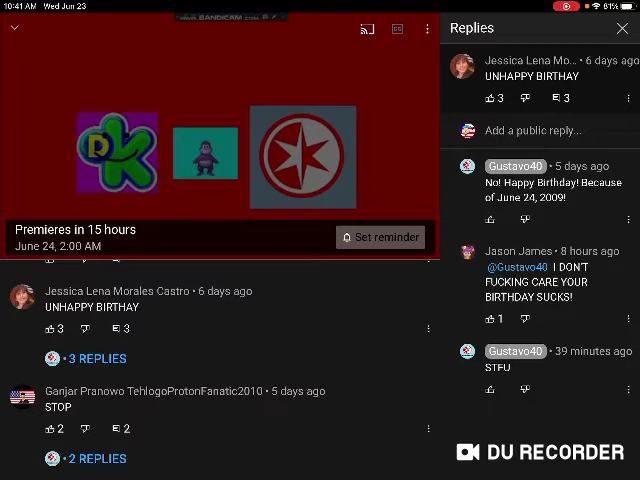 10:41 AM Wed Jun 23
81%
WWW.BANDICAM.COM
CC
DK
Premieres in 15 hours
June 24, 2:00 AM
Set reminder
Jessica Lena Morales Castro • 6 days ago
UNHAPPY BIRTHAY
3 3
• 3 REPLIES
Ganjar Pranowo TehlogoProtonFanatic2010 • 5 days ago
STOP
2 2
• 2 REPLIES
Replies
Jessica Lena Mo... • 6 days ago
UNHAPPY BIRTHAY
3 3
Add a public reply...
Gustavo40 • 5 days ago
No! Happy Birthday! Because
of June 24, 2009!
Jason James • 8 hours ago
@Gustavo40 I DON'T
FUCKING CARE YOUR
BIRTHDAY SUCKS!
1
Gustavo40 • 39 minutes ago
STFU
DU RECORDER